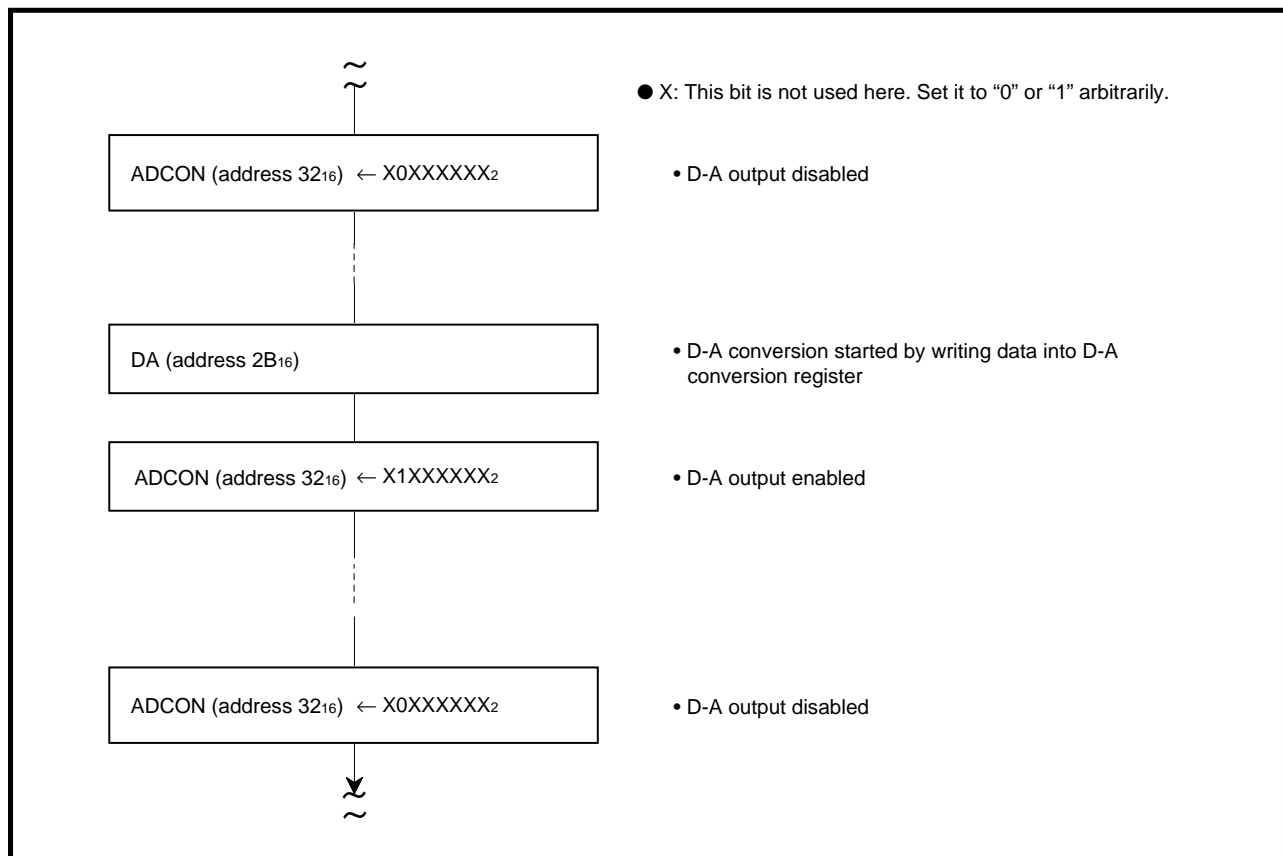 ● X: This bit is not used here. Set it to “0” or “1” arbitrarily.
ADCON (address 3216) ← X0XXXXXX2
• D-A output disabled
DA (address 2B16)
• D-A conversion started by writing data into D-A
conversion register
ADCON (address 3216) ← X1XXXXXX2
• D-A output enabled
ADCON (address 3216) ← X0XXXXXX2
• D-A output disabled